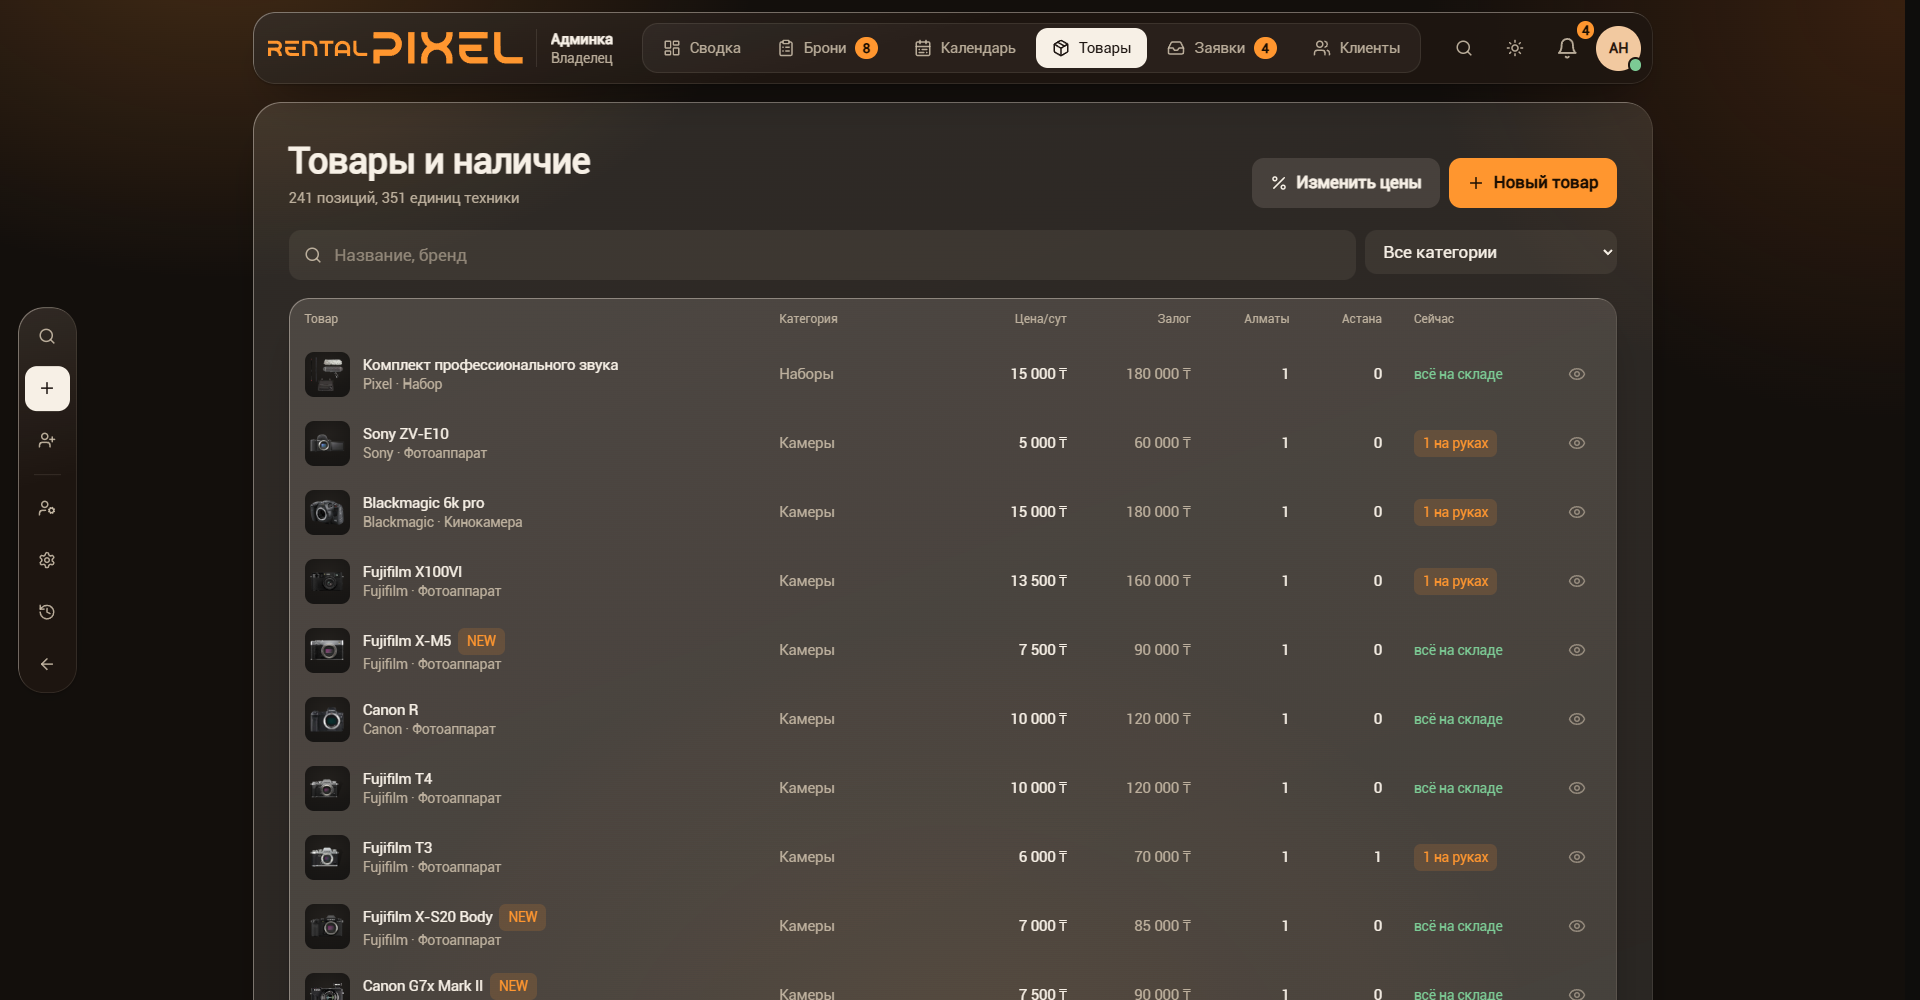 RENTAL PIXEL
Админка
Владелец
Сводка
Брони 8
Календарь
Товары
Заявки 4
Клиенты
4
АН
Товары и наличие
241 позиций, 351 единиц техники
Изменить цены
Новый товар
Название, бренд
Все категории
Товар Категория Цена/сут Залог Алматы Астана Сейчас
Комплект профессионального звука
Pixel · Набор
Наборы 15 000 ₸ 180 000 ₸ 1 0 всё на складе
Sony ZV-E10
Sony · Фотоаппарат
Камеры 5 000 ₸ 60 000 ₸ 1 0 1 на руках
Blackmagic 6k pro
Blackmagic · Кинокамера
Камеры 15 000 ₸ 180 000 ₸ 1 0 1 на руках
Fujifilm X100VI
Fujifilm · Фотоаппарат
Камеры 13 500 ₸ 160 000 ₸ 1 0 1 на руках
Fujifilm X-M5 NEW
Fujifilm · Фотоаппарат
Камеры 7 500 ₸ 90 000 ₸ 1 0 всё на складе
Canon R
Canon · Фотоаппарат
Камеры 10 000 ₸ 120 000 ₸ 1 0 всё на складе
Fujifilm T4
Fujifilm · Фотоаппарат
Камеры 10 000 ₸ 120 000 ₸ 1 0 всё на складе
Fujifilm T3
Fujifilm · Фотоаппарат
Камеры 6 000 ₸ 70 000 ₸ 1 1 1 на руках
Fujifilm X-S20 Body NEW
Fujifilm · Фотоаппарат
Камеры 7 000 ₸ 85 000 ₸ 1 0 всё на складе
Canon G7x Mark II NEW
Камеры 7 500 ₸ 90 000 ₸ 1 0 всё на складе